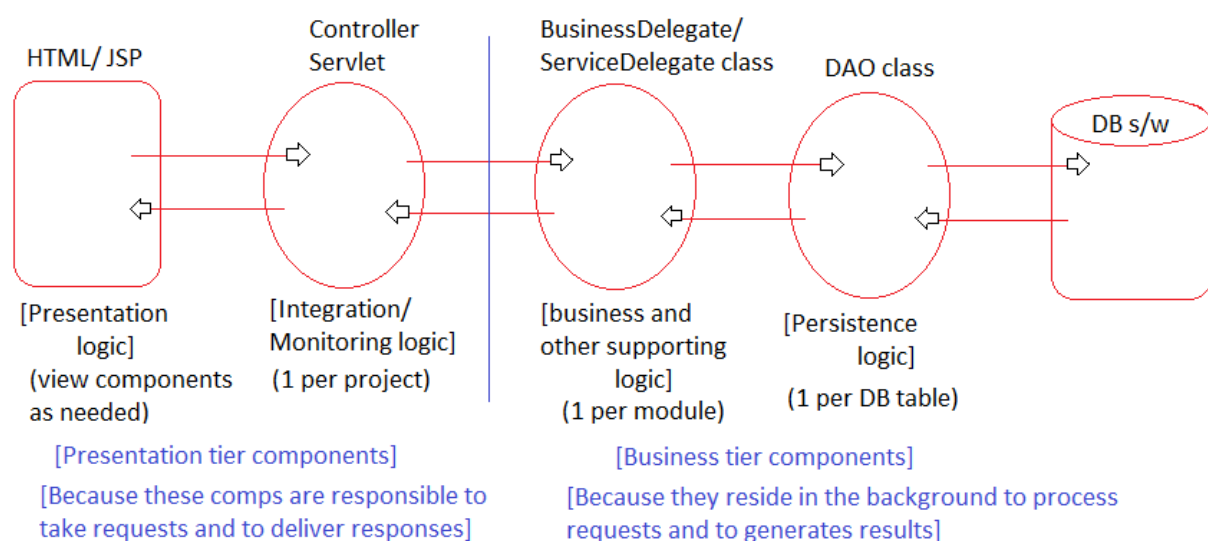 HTML/ JSP
Controller
Servlet
BusinessDelegate/
ServiceDelegate class
DAO class
DB s/w
[Presentation
logic]
(view components
as needed)
[Integration/
Monitoring logic]
(1 per project)
[business and
other supporting
logic]
(1 per module)
[Persistence
logic]
(1 per DB table)
[Presentation tier components]
[Because these comps are responsible to
take requests and to deliver responses]
[Business tier components]
[Because they reside in the background to process
requests and to generates results]